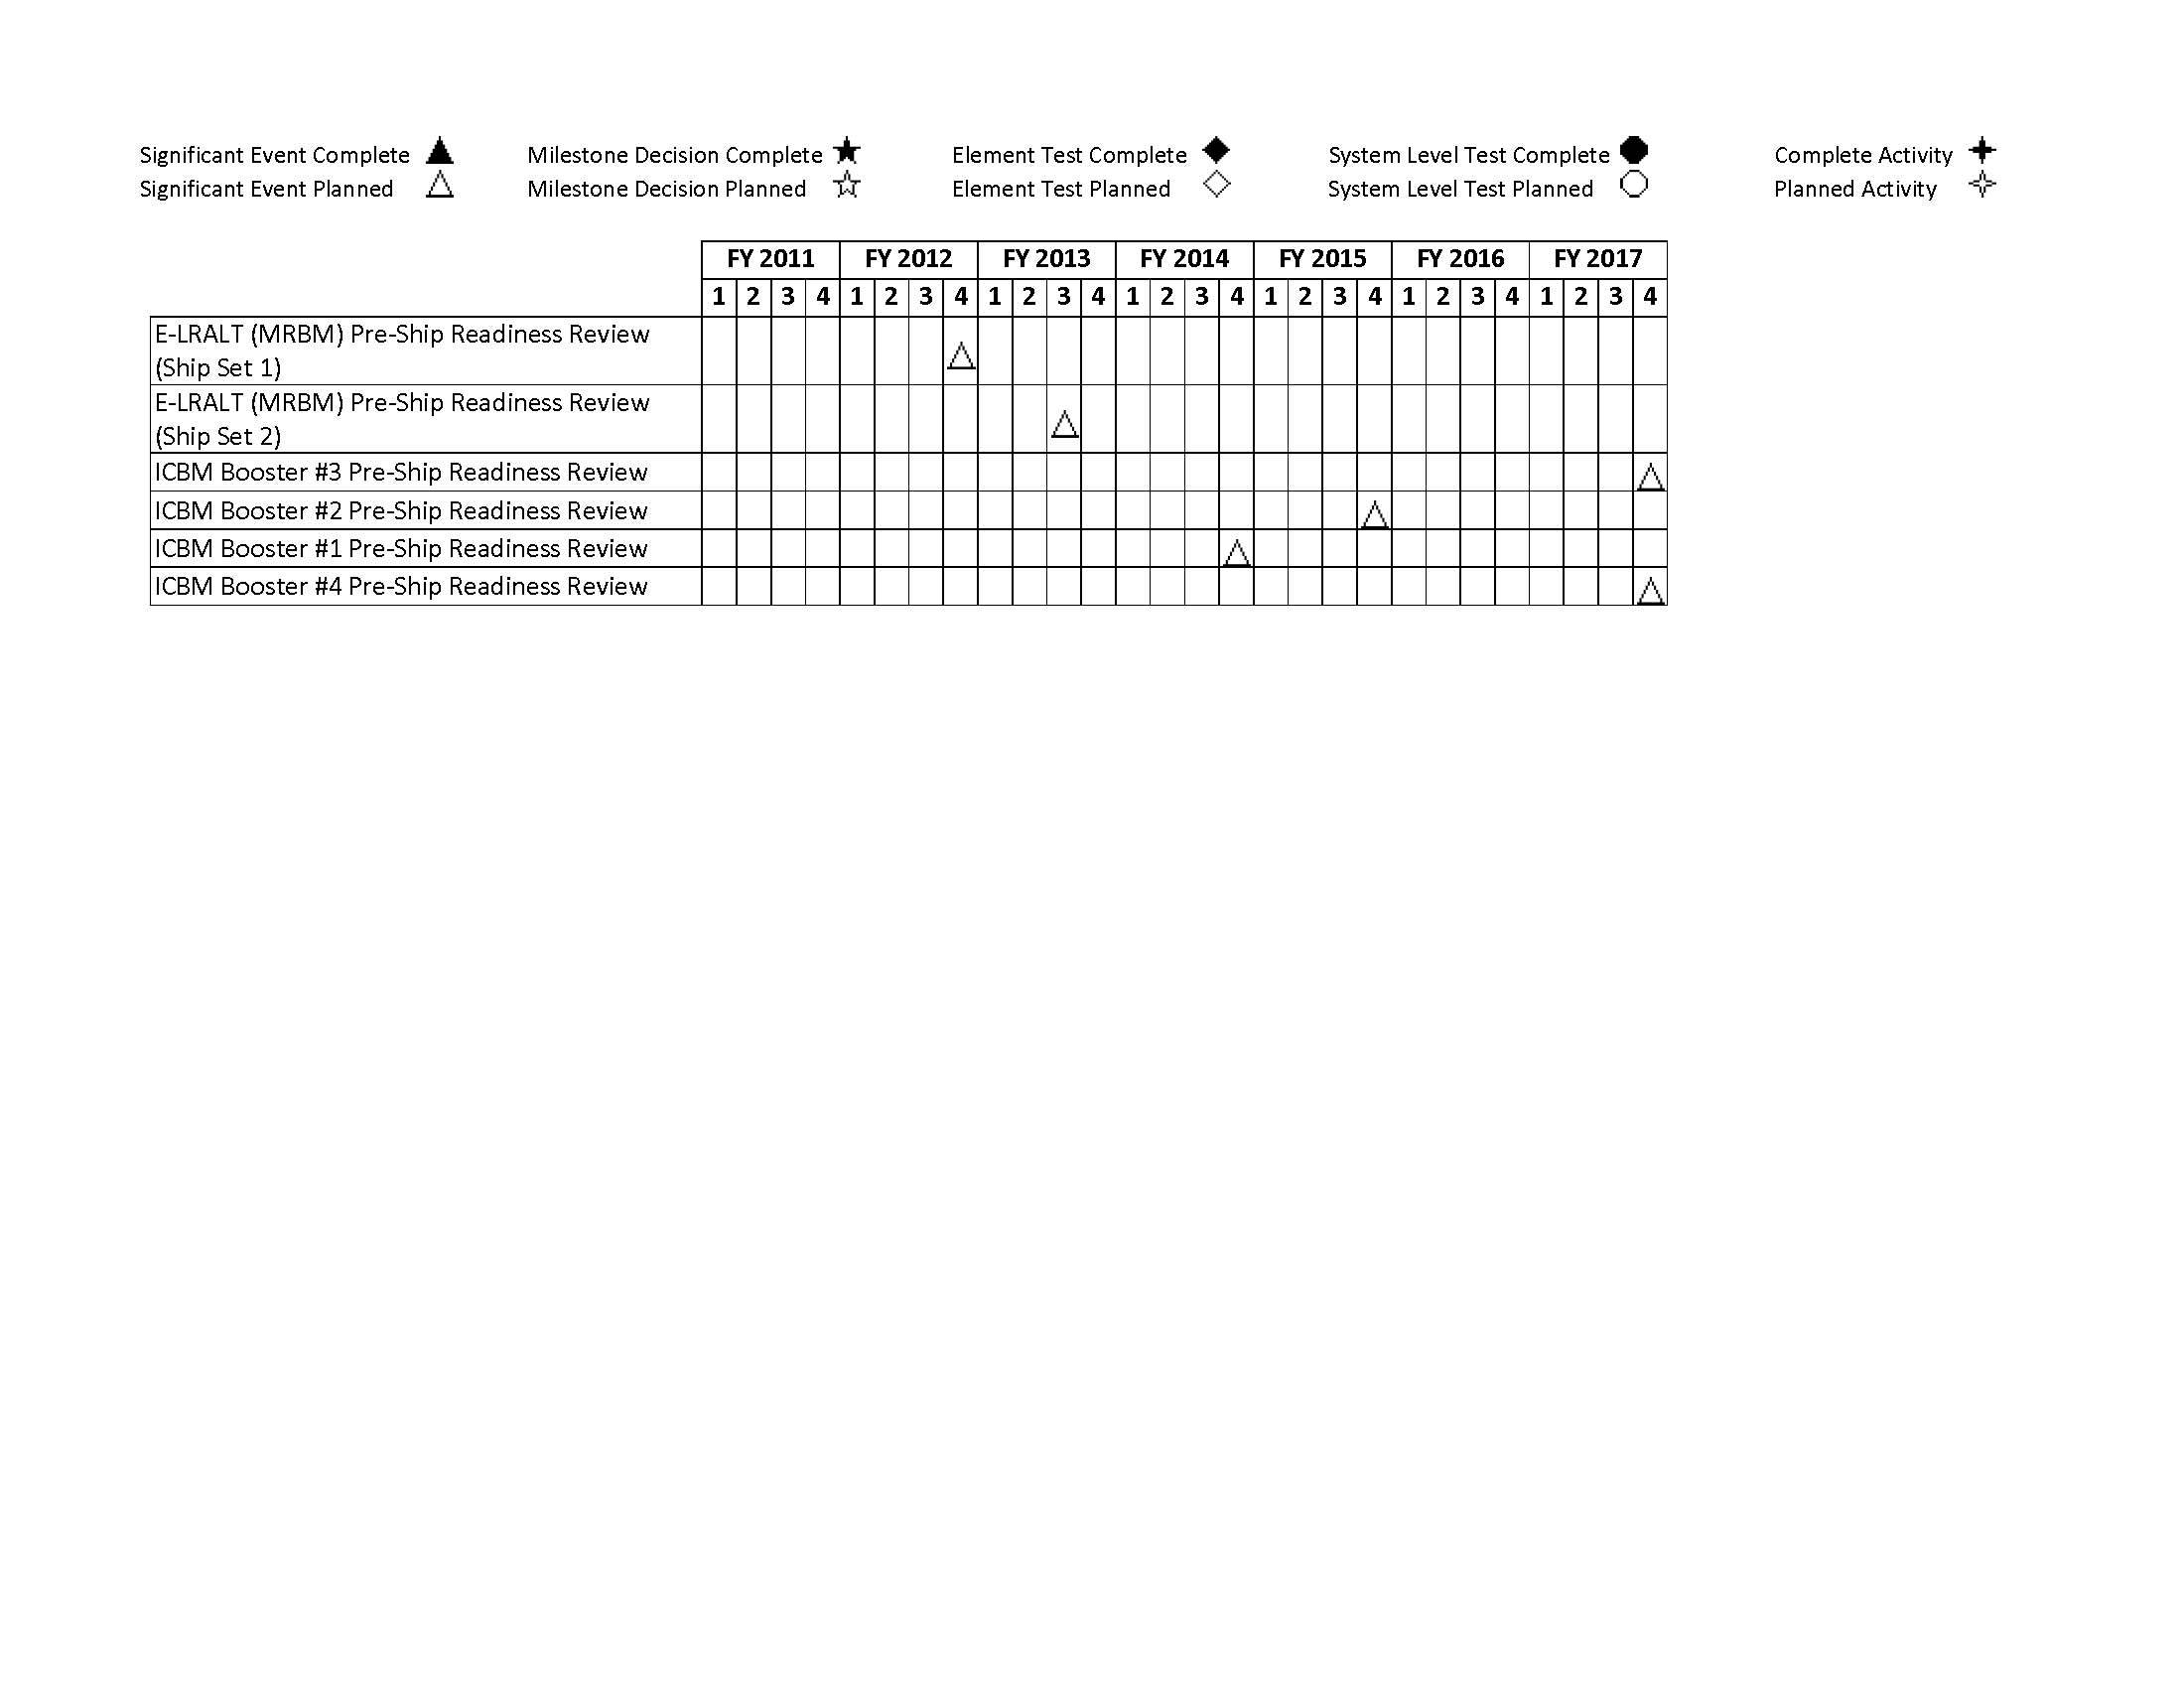 Significant Event Complete Milestone Decision Complete Element Test Complete System Level Test Complete Complete Activity
Significant Event Planned Milestone Decision Planned Element Test Planned System Level Test Planned Planned Activity
FY 2011 FY 2012 FY 2013 FY 2014 FY 2015 FY 2016 FY 2017
1 2 3 4 1 2 3 4 1 2 3 4 1 2 3 4 1 2 3 4 1 2 3 4 1 2 3 4
E-LRALT (MRBM) Pre-Ship Readiness Review
(Ship Set 1)
E-LRALT (MRBM) Pre-Ship Readiness Review
(Ship Set 2)
ICBM Booster #3 Pre-Ship Readiness Review
ICBM Booster #2 Pre-Ship Readiness Review
ICBM Booster #1 Pre-Ship Readiness Review
ICBM Booster #4 Pre-Ship Readiness Review